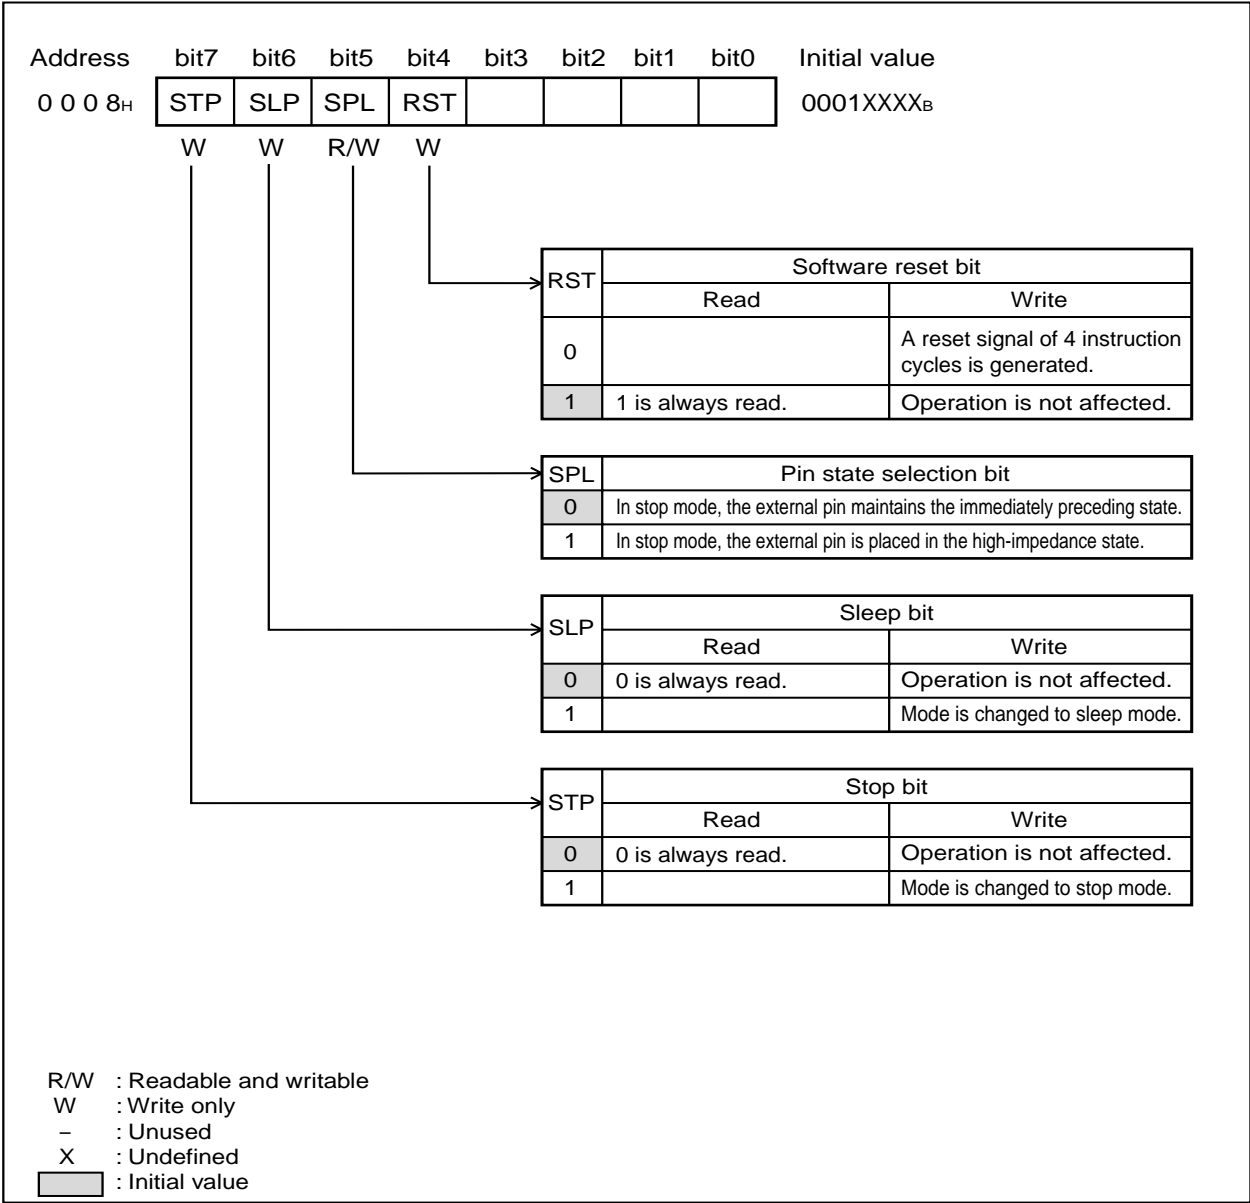 Address bit7 bit6 bit5 bit4 bit3 bit2 bit1 bit0 Initial value
0 0 0 8H STP SLP SPL RST 0001XXXXB
W W R/W W
RST Software reset bit
Read Write
0 A reset signal of 4 instruction
cycles is generated.
1 1 is always read. Operation is not affected.
SPL Pin state selection bit
0 In stop mode, the external pin maintains the immediately preceding state.
1 In stop mode, the external pin is placed in the high-impedance state.
SLP Sleep bit
Read Write
0 0 is always read. Operation is not affected.
1 Mode is changed to sleep mode.
STP Stop bit
Read Write
0 0 is always read. Operation is not affected.
1 Mode is changed to stop mode.
R/W : Readable and writable
W : Write only
– : Unused
X : Undefined
: Initial value